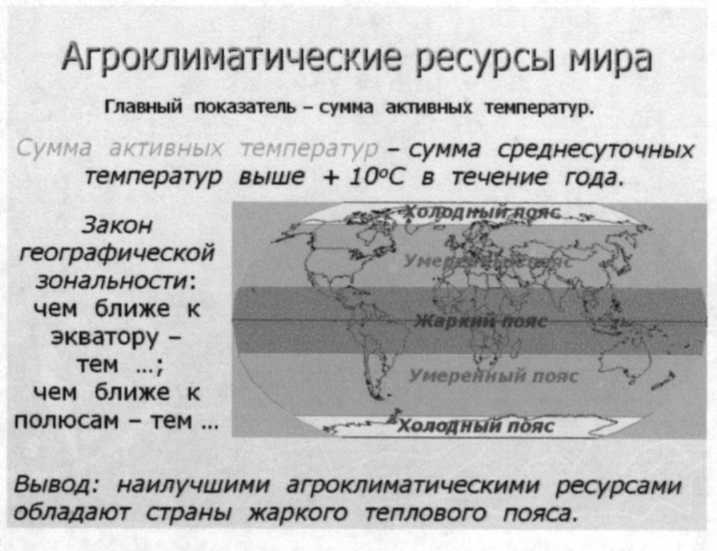 Агроклиматические ресурсы мира
Главный показатель – сумма активных температур.
Сумма активных температур – сумма среднесуточных
температур выше + 10°С в течение года.
Закон
географической
зональности:
чем ближе к
экватору –
тем ...;
чем ближе к
полюсам – тем ...
Холодный пояс
Умеренный пояс
Жаркий пояс
Умеренный пояс
Холодный пояс
Вывод: наилучшими агроклиматическими ресурсами
обладают страны жаркого теплового пояса.